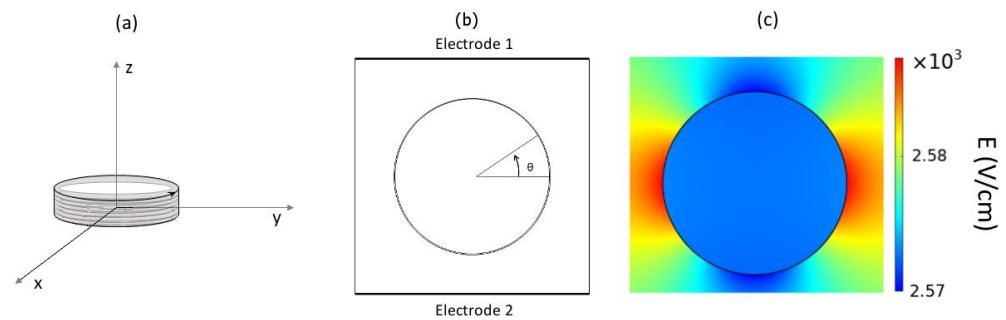 (a)
z
y
x
(b)
Electrode 1
θ
Electrode 2
(c)
×10³
2.58
2.57
E (V/cm)